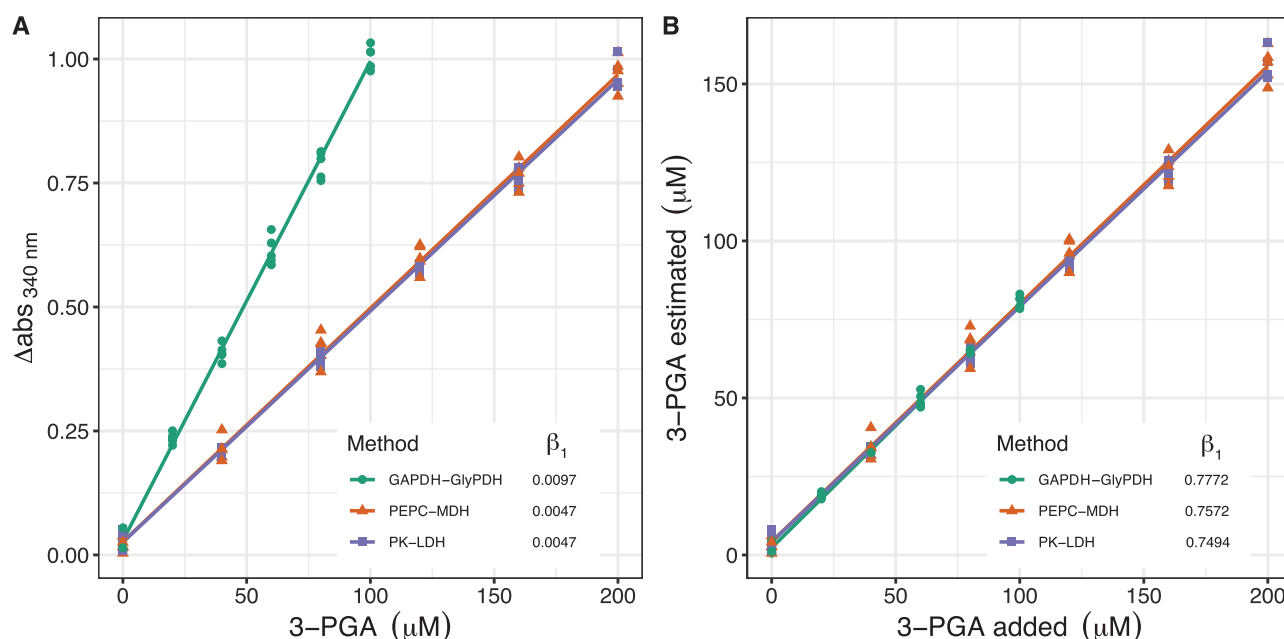 A
B
Δabs 340 nm
1.00
0.75
0.50
0.25
0.00
0
50
100
150
200
3−PGA (μM)
Method β1
GAPDH−GlyPDH 0.0097
PEPC−MDH 0.0047
PK−LDH 0.0047
3−PGA estimated (μM)
150
100
50
0
0
50
100
150
200
3−PGA added (μM)
Method β1
GAPDH−GlyPDH 0.7772
PEPC−MDH 0.7572
PK−LDH 0.7494